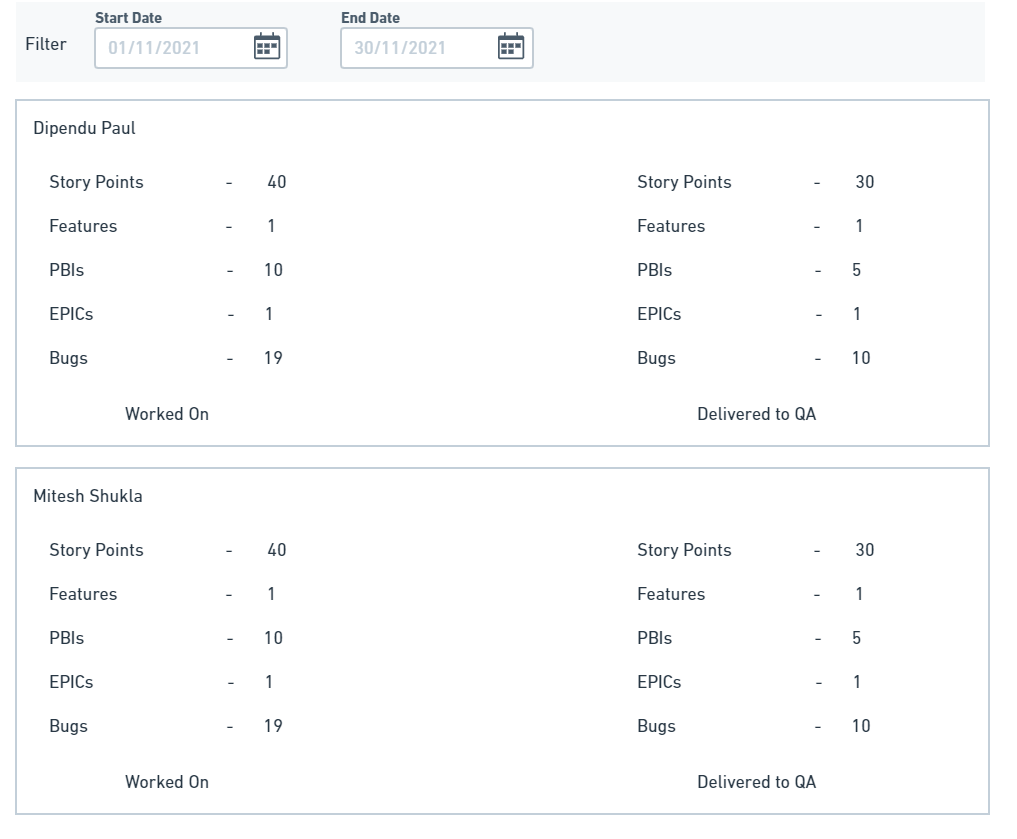 Start Date End Date
Filter 01/11/2021 30/11/2021
Dipendu Paul
Story Points - 40 Story Points - 30
Features - 1 Features - 1
PBIs - 10 PBIs - 5
EPICs - 1 EPICs - 1
Bugs - 19 Bugs - 10
Worked On Delivered to QA
Mitesh Shukla
Story Points - 40 Story Points - 30
Features - 1 Features - 1
PBIs - 10 PBIs - 5
EPICs - 1 EPICs - 1
Bugs - 19 Bugs - 10
Worked On Delivered to QA